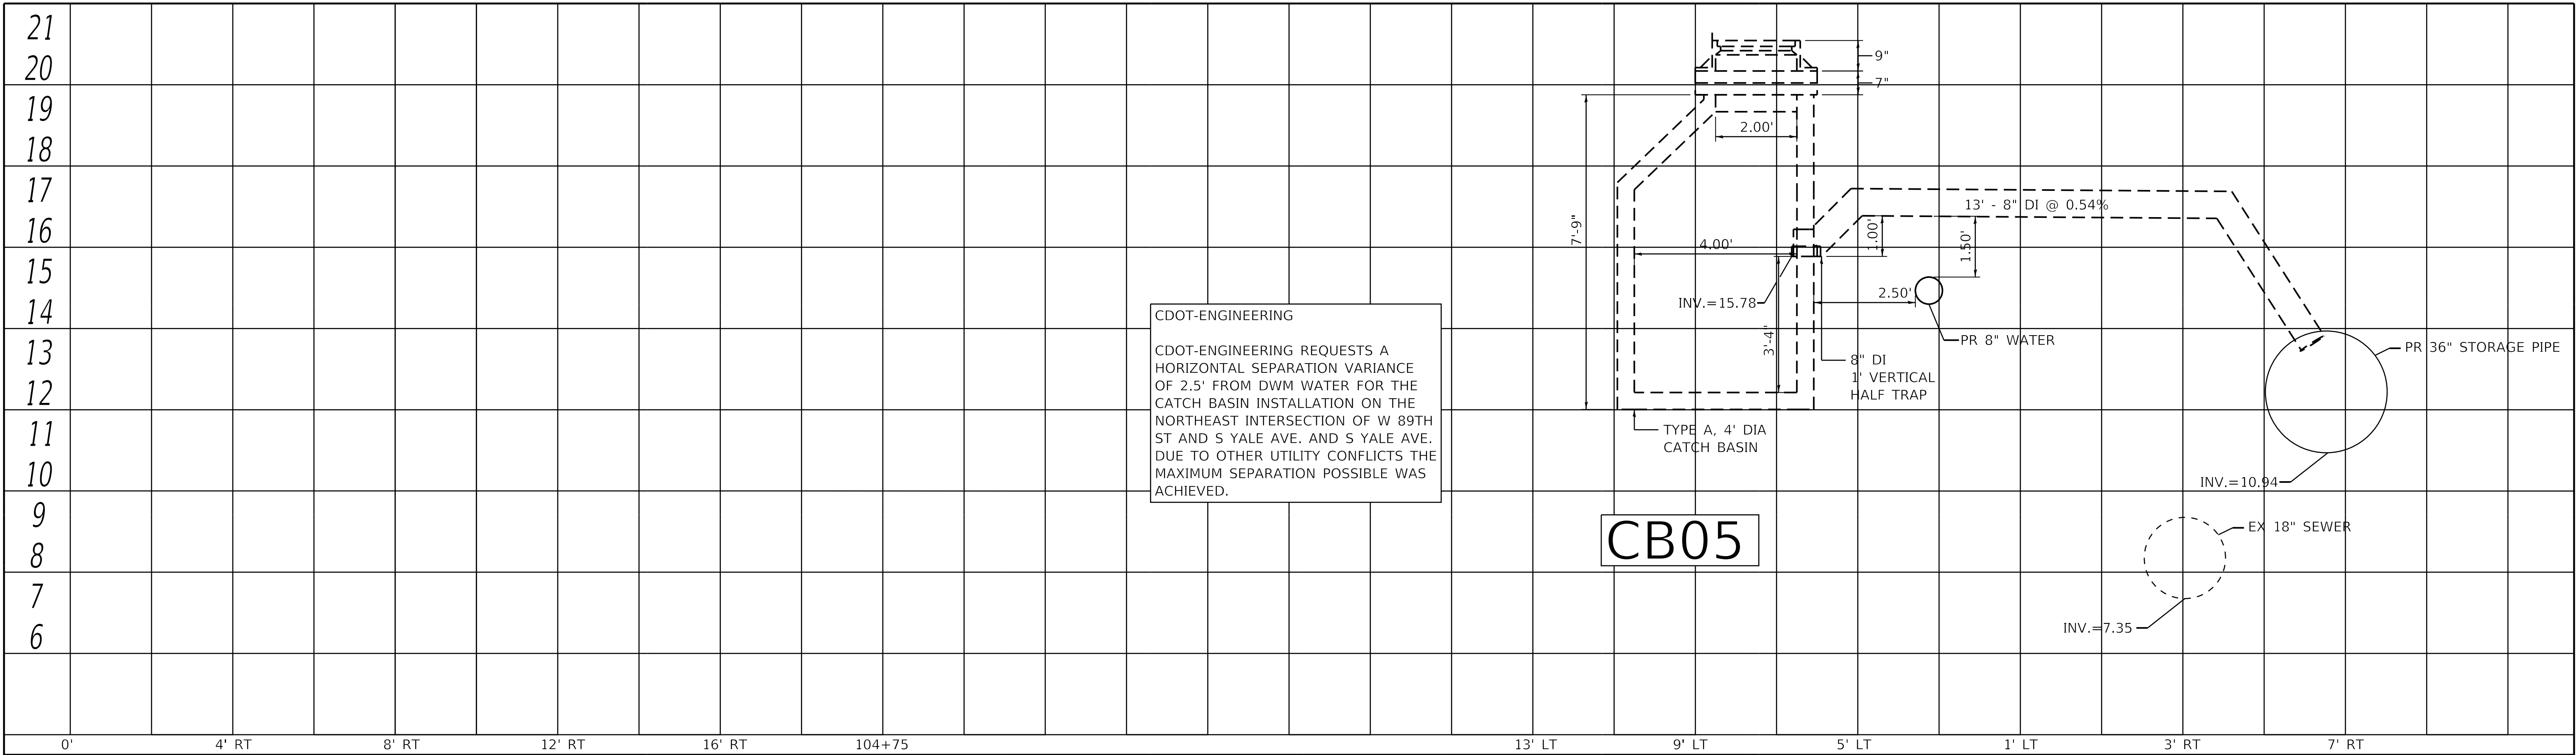 21
20
19
18
17
16
15
14
13
12
11
10
9
8
7
6
9"
7"
2.00'
7'-9"
4.00'
INV.=15.78
3'-4"
1.00'
1.50'
13' - 8" DI @ 0.54%
2.50'
PR 8" WATER
8" DI
1' VERTICAL
HALF TRAP
TYPE A, 4' DIA
CATCH BASIN
PR 36" STORAGE PIPE
INV.=10.94
EX 18" SEWER
INV.=7.35
CDOT-ENGINEERING
CDOT-ENGINEERING REQUESTS A
HORIZONTAL SEPARATION VARIANCE
OF 2.5' FROM DWM WATER FOR THE
CATCH BASIN INSTALLATION ON THE
NORTHEAST INTERSECTION OF W 89TH
ST AND S YALE AVE. AND S YALE AVE.
DUE TO OTHER UTILITY CONFLICTS THE
MAXIMUM SEPARATION POSSIBLE WAS
ACHIEVED.
CB05
0' 4' RT 8' RT 12' RT 16' RT 104+75 13' LT 9' LT 5' LT 1' LT 3' RT 7' RT